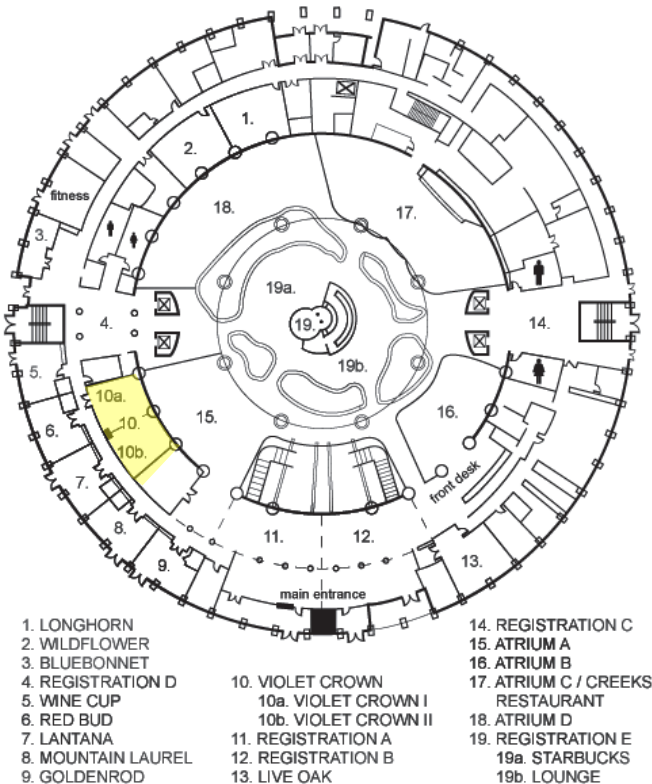 1.
2.
fitness
3.
18.
17.
19a.
19.
4.
14.
19b.
5.
10a.
10.
15.
16.
6.
10b.
7.
front desk
8.
11.
12.
9.
13.
main entrance
1. LONGHORN
2. WILDFLOWER
3. BLUEBONNET
4. REGISTRATION D
5. WINE CUP
6. RED BUD
7. LANTANA
8. MOUNTAIN LAUREL
9. GOLDENROD
10. VIOLET CROWN
10a. VIOLET CROWN I
10b. VIOLET CROWN II
11. REGISTRATION A
12. REGISTRATION B
13. LIVE OAK
14. REGISTRATION C
15. ATRIUM A
16. ATRIUM B
17. ATRIUM C / CREEKS
RESTAURANT
18. ATRIUM D
19. REGISTRATION E
19a. STARBUCKS
19b. LOUNGE